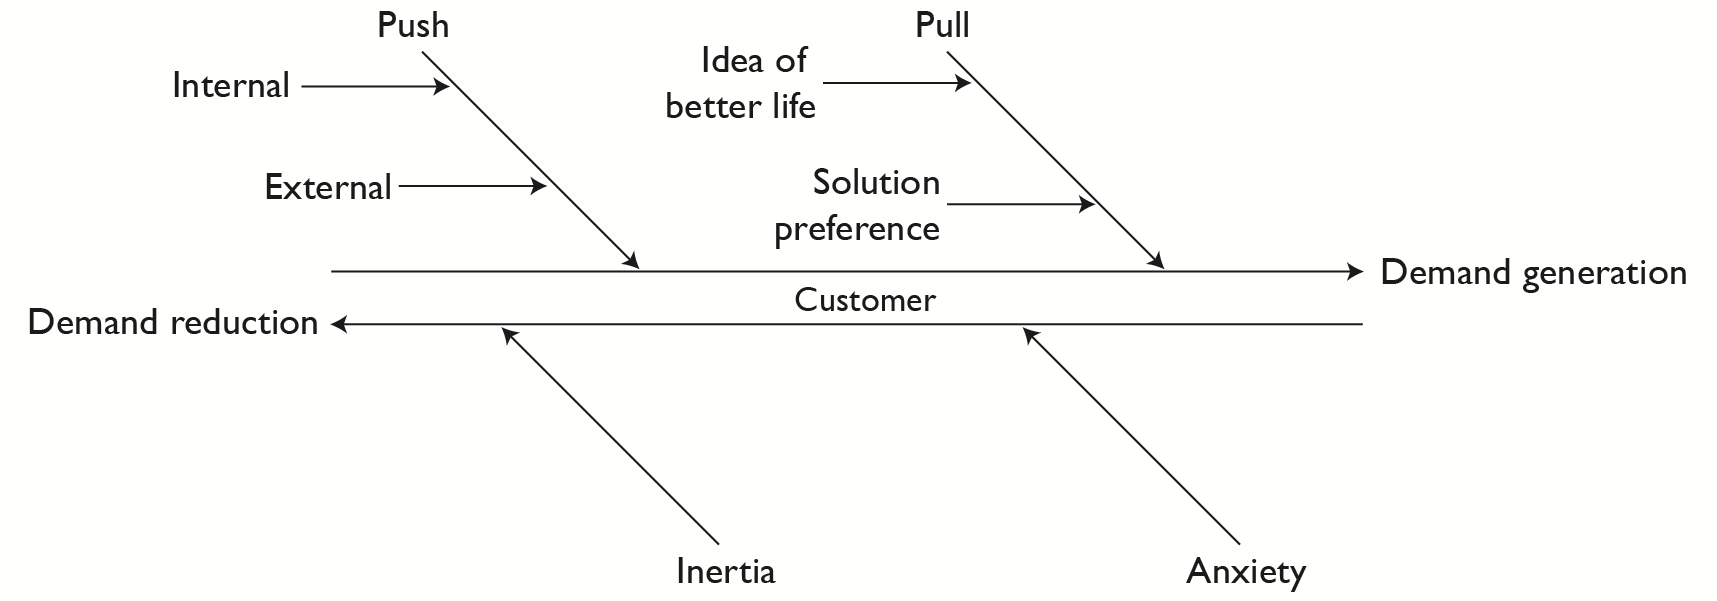 Push
Pull
Internal
Idea of
better life
External
Solution
preference
Demand generation
Customer
Demand reduction
Inertia
Anxiety